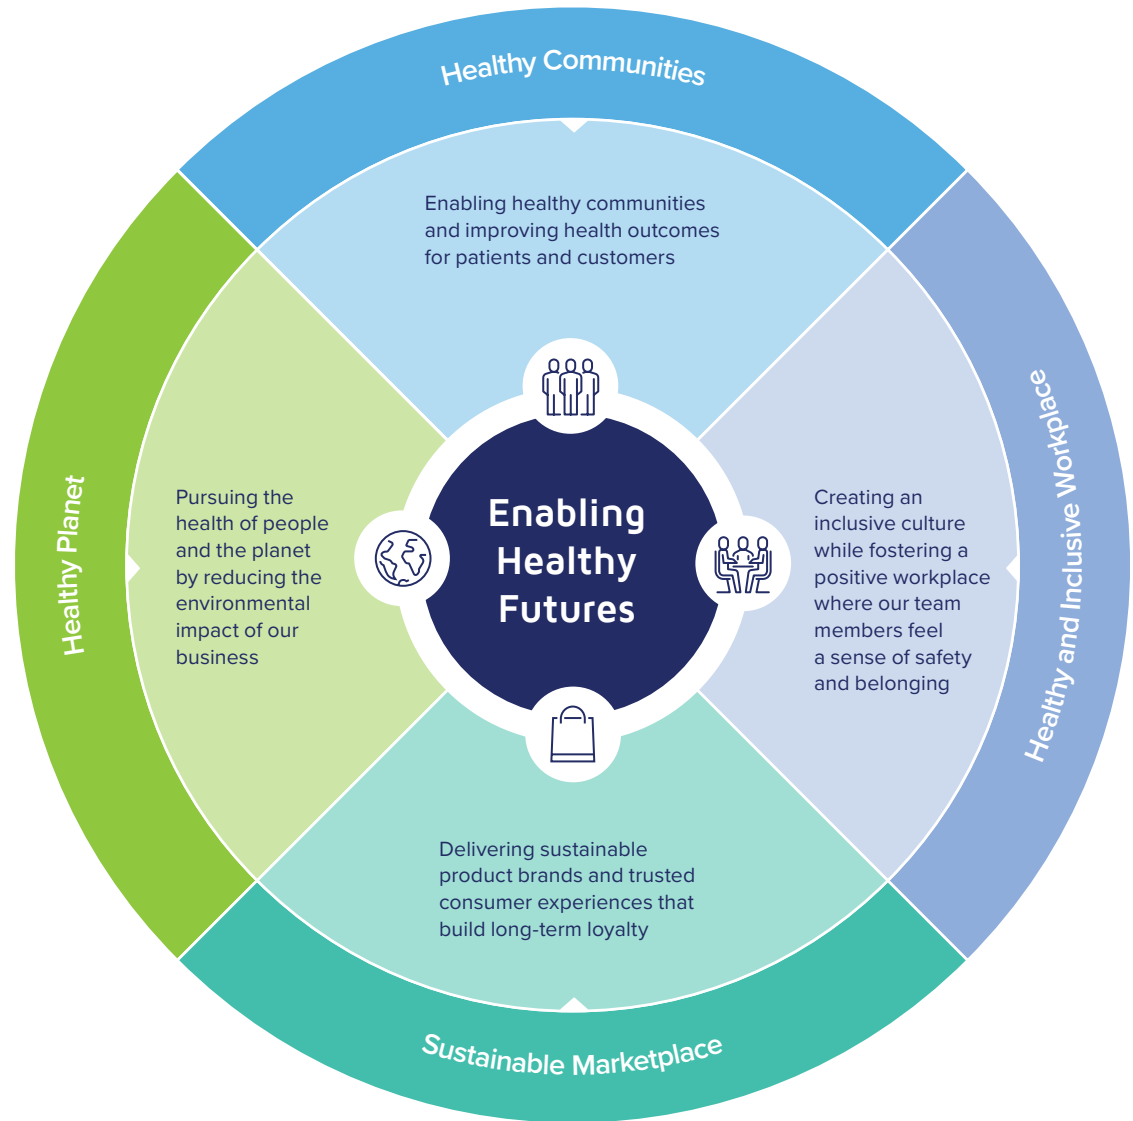 Healthy Communities
Enabling healthy communities
and improving health outcomes
for patients and customers
Healthy and Inclusive Workplace
Creating an
inclusive culture
while fostering a
positive workplace
where our team
members feel
a sense of safety
and belonging
Enabling
Healthy
Futures
Healthy Planet
Pursuing the
health of people
and the planet
by reducing the
environmental
impact of our
business
Delivering sustainable
product brands and trusted
consumer experiences that
build long-term loyalty
Sustainable Marketplace